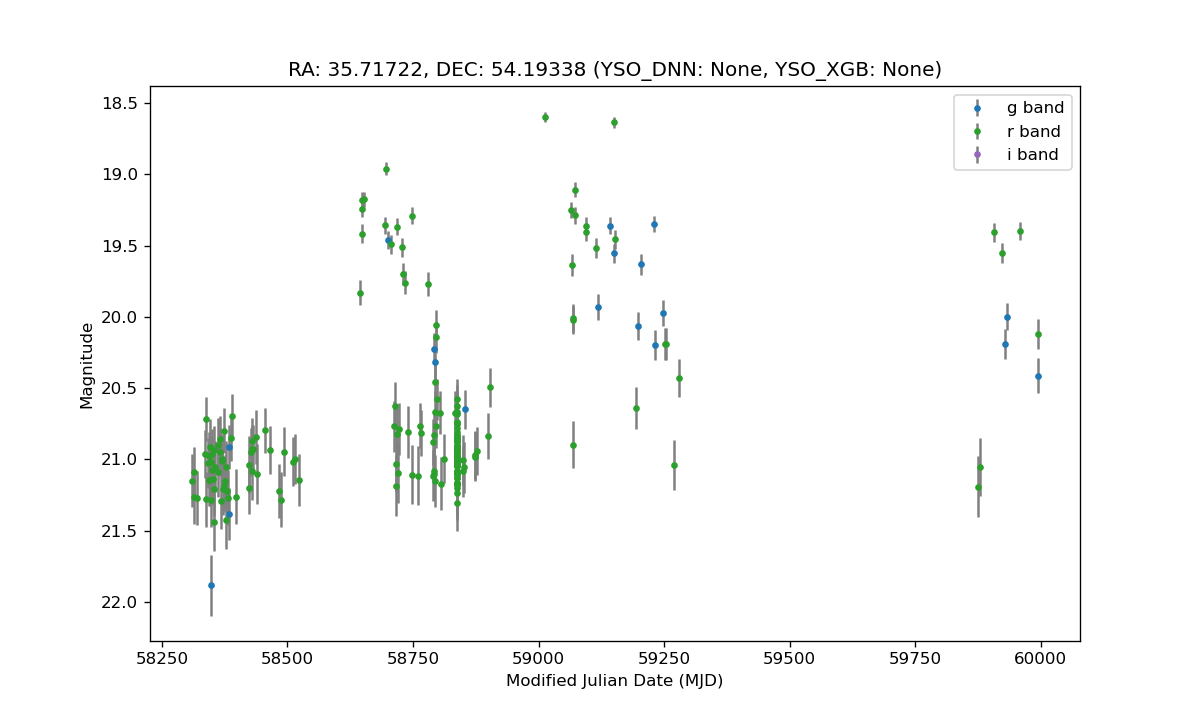 RA: 35.71722, DEC: 54.19338 (YSO_DNN: None, YSO_XGB: None)
18.5
19.0
19.5
20.0
20.5
21.0
21.5
22.0
Magnitude
g band
r band
i band
58250 58500 58750 59000 59250 59500 59750 60000
Modified Julian Date (MJD)